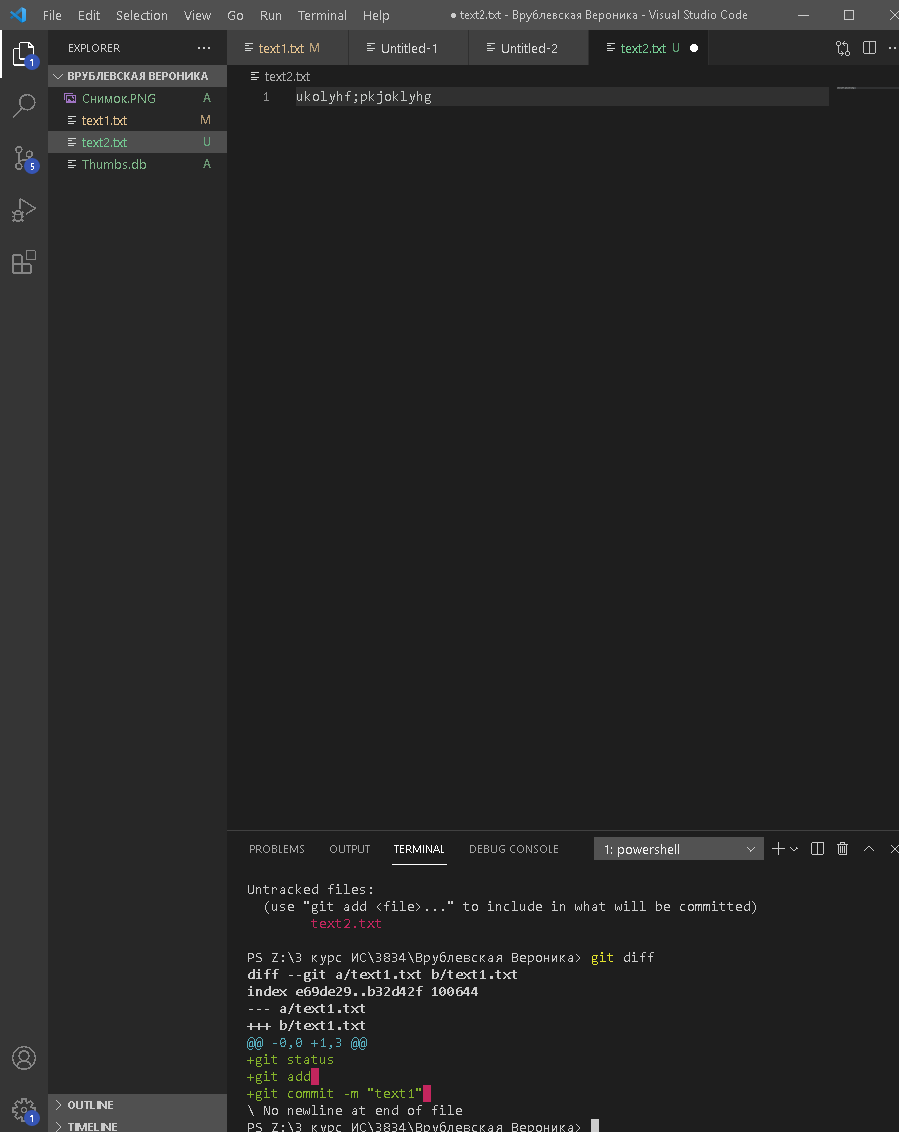 File Edit Selection View Go Run Terminal Help ● text2.txt - Врублевская Вероника - Visual Studio Code
EXPLORER ···
text1.txt M Untitled-1 Untitled-2 text2.txt U ●
1
ВРУБЛЕВСКАЯ ВЕРОНИКА
Снимок.PNG A
text1.txt M
text2.txt U
Thumbs.db A
5
text2.txt
1 ukolyhf;pkjoklyhg
PROBLEMS OUTPUT TERMINAL DEBUG CONSOLE 1: powershell
Untracked files:
(use "git add <file>..." to include in what will be committed)
text2.txt
PS Z:\3 курс ИС\3834\Врублевская Вероника> git diff
diff --git a/text1.txt b/text1.txt
index e69de29..b32d42f 100644
--- a/text1.txt
+++ b/text1.txt
@@ -0,0 +1,3 @@
+git status
+git add
+git commit -m "text1"
\ No newline at end of file
PS Z:\3 курс ИС\3834\Врублевская Вероника>
1
OUTLINE
TIMELINE